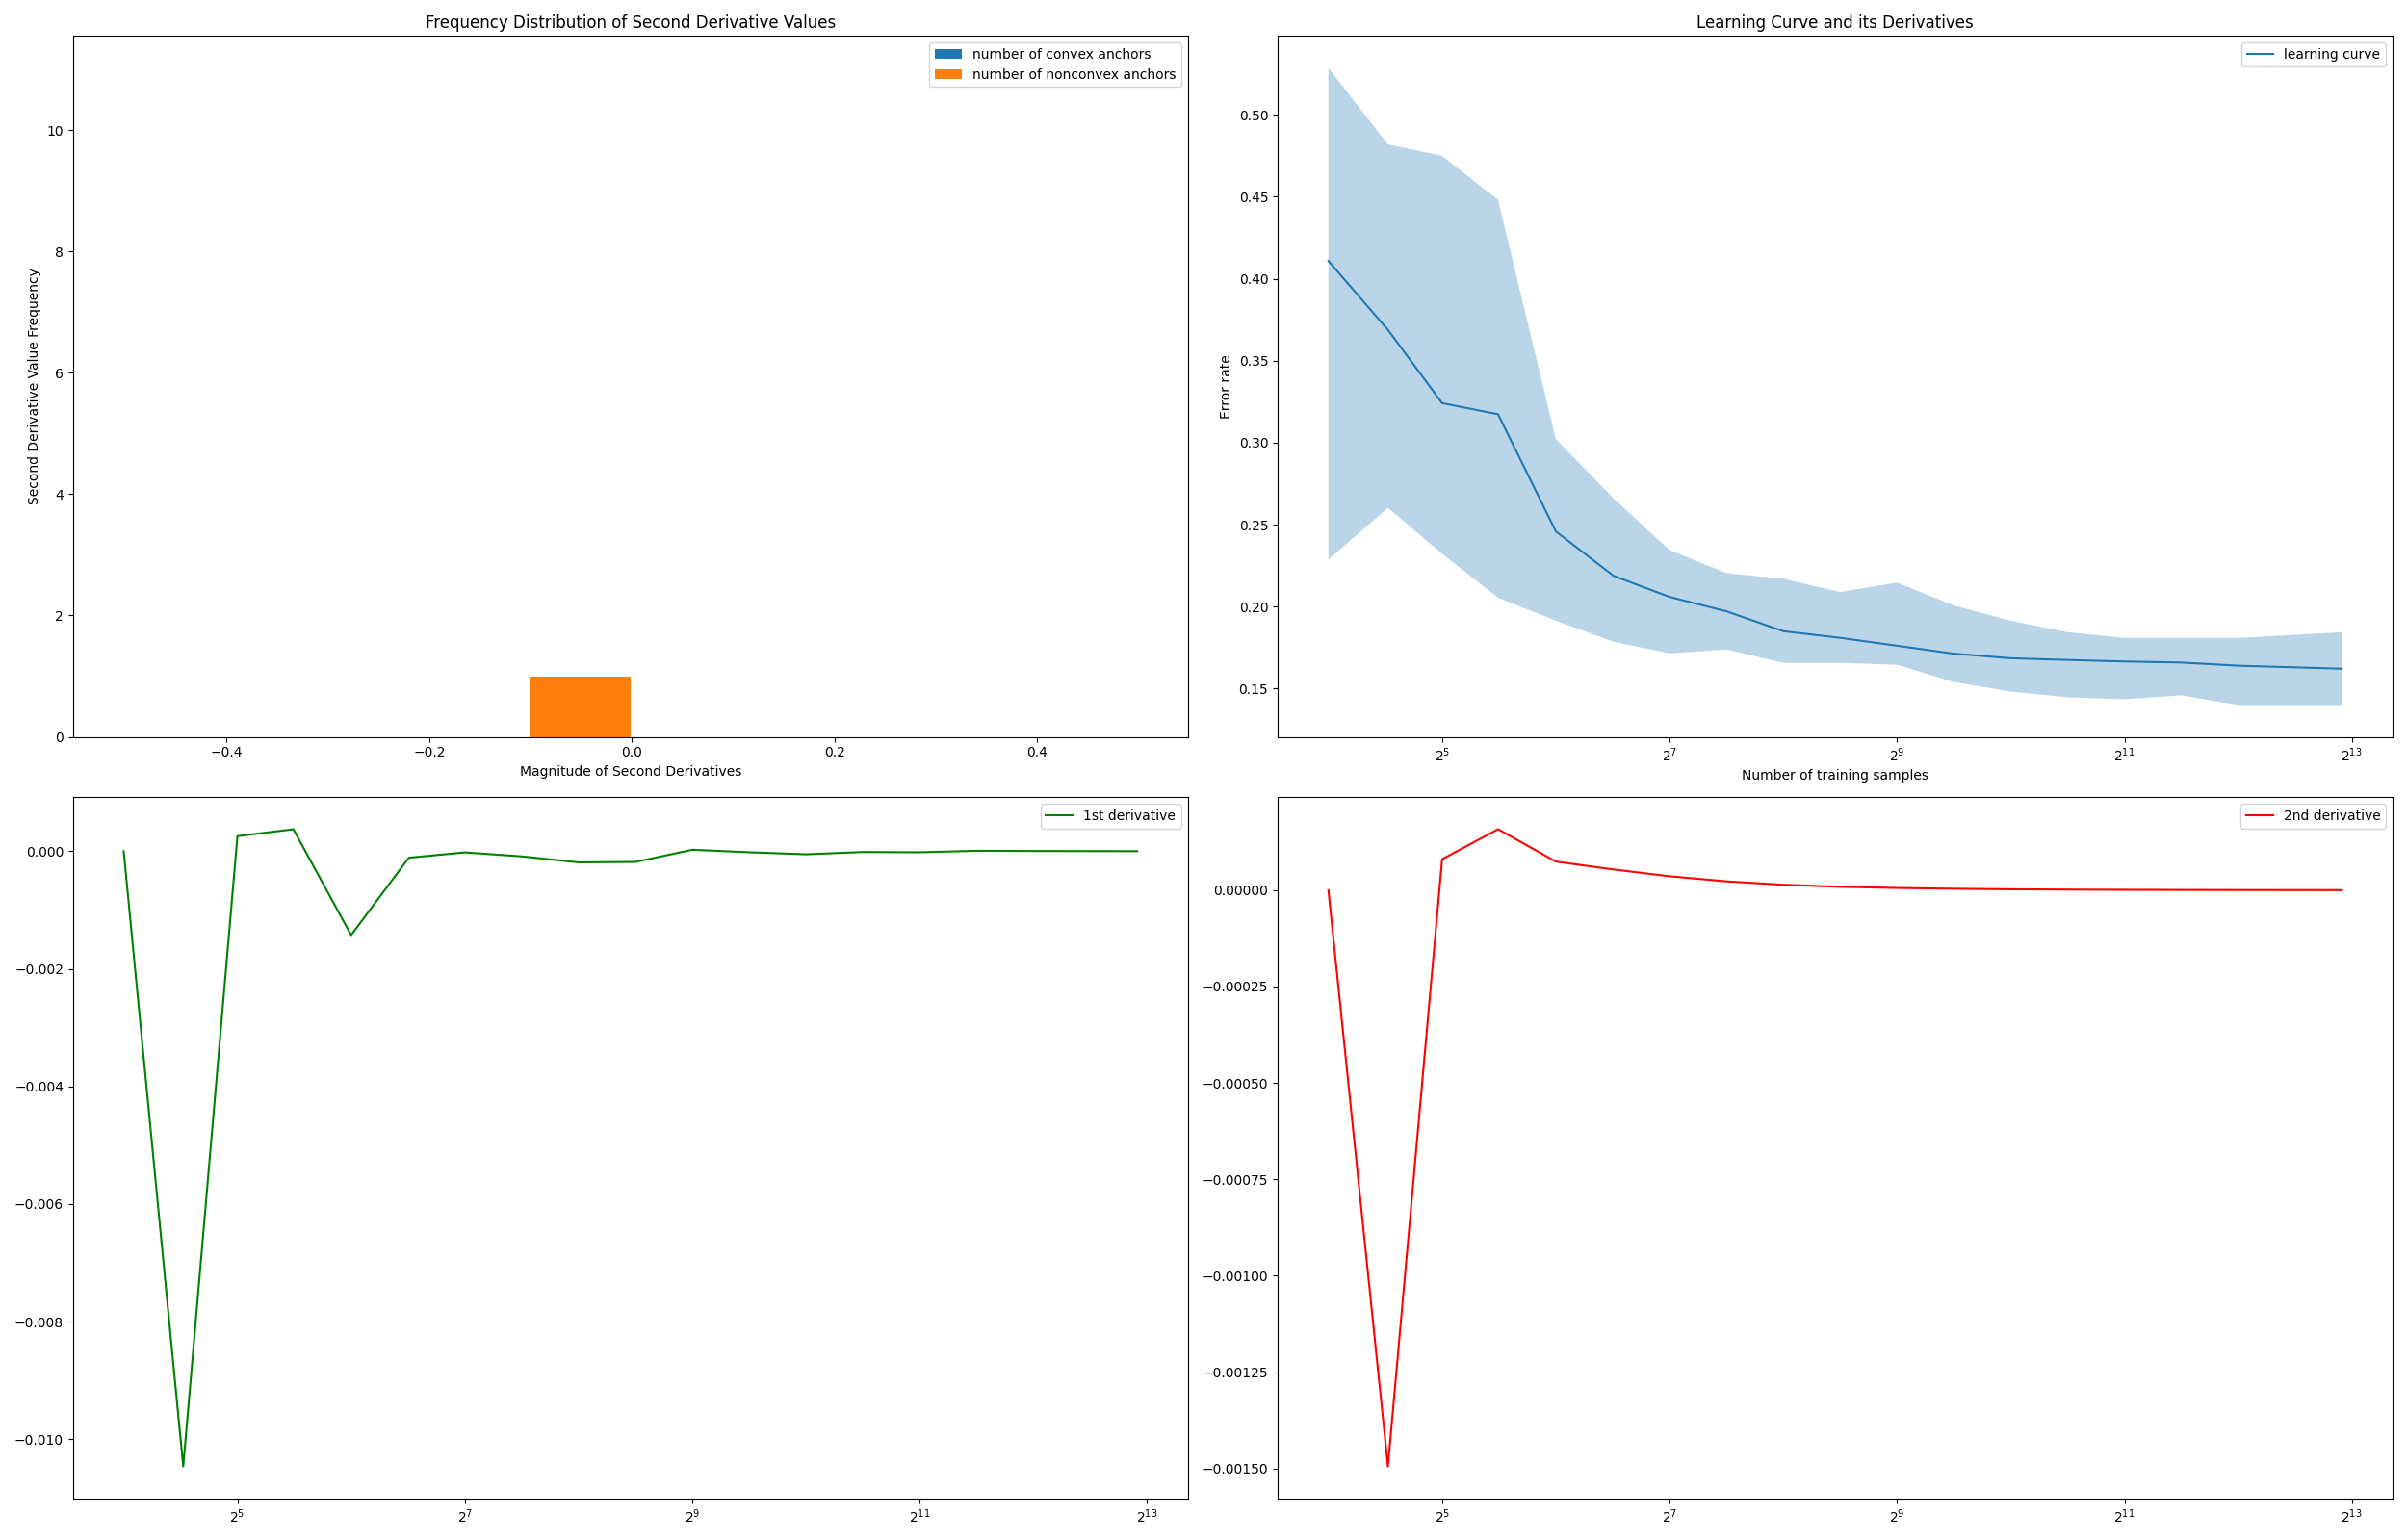 Frequency Distribution of Second Derivative Values
number of convex anchors
number of nonconvex anchors
Second Derivative Value Frequency
10
8
6
4
2
0
−0.4 −0.2 0.0 0.2 0.4
Magnitude of Second Derivatives
Learning Curve and its Derivatives
learning curve
Error rate
0.50
0.45
0.40
0.35
0.30
0.25
0.20
0.15
2^5 2^7 2^9 2^11 2^13
Number of training samples
1st derivative
0.000
−0.002
−0.004
−0.006
−0.008
−0.010
2^5 2^7 2^9 2^11 2^13
2nd derivative
0.00000
−0.00025
−0.00050
−0.00075
−0.00100
−0.00125
−0.00150
2^5 2^7 2^9 2^11 2^13